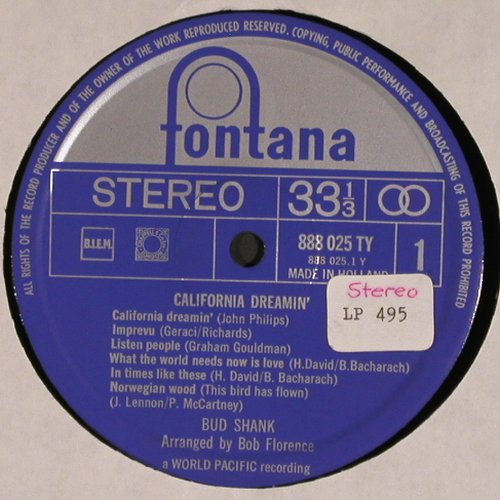 ALL RIGHTS OF THE RECORD PRODUCER AND OF THE OWNER OF THE WORK REPRODUCED RESERVED. COPYING, PUBLIC PERFORMANCE AND BROADCASTING OF THIS RECORD PROHIBITED
fontana
STEREO 33 1/3
B.I.E.M. 888 025 TY 1
888 025.1 Y
MADE IN HOLLAND
CALIFORNIA DREAMIN'
California dreamin' (John Philips)
Imprevu (Geraci/Richards)
Listen people (Graham Gouldman)
What the world needs now is love (H.David/B.Bacharach)
In times like these (H. David/B. Bacharach)
Norwegian wood (This bird has flown)
(J. Lennon/P. McCartney)
Stereo
LP 495
BUD SHANK
Arranged by Bob Florence
a WORLD PACIFIC recording